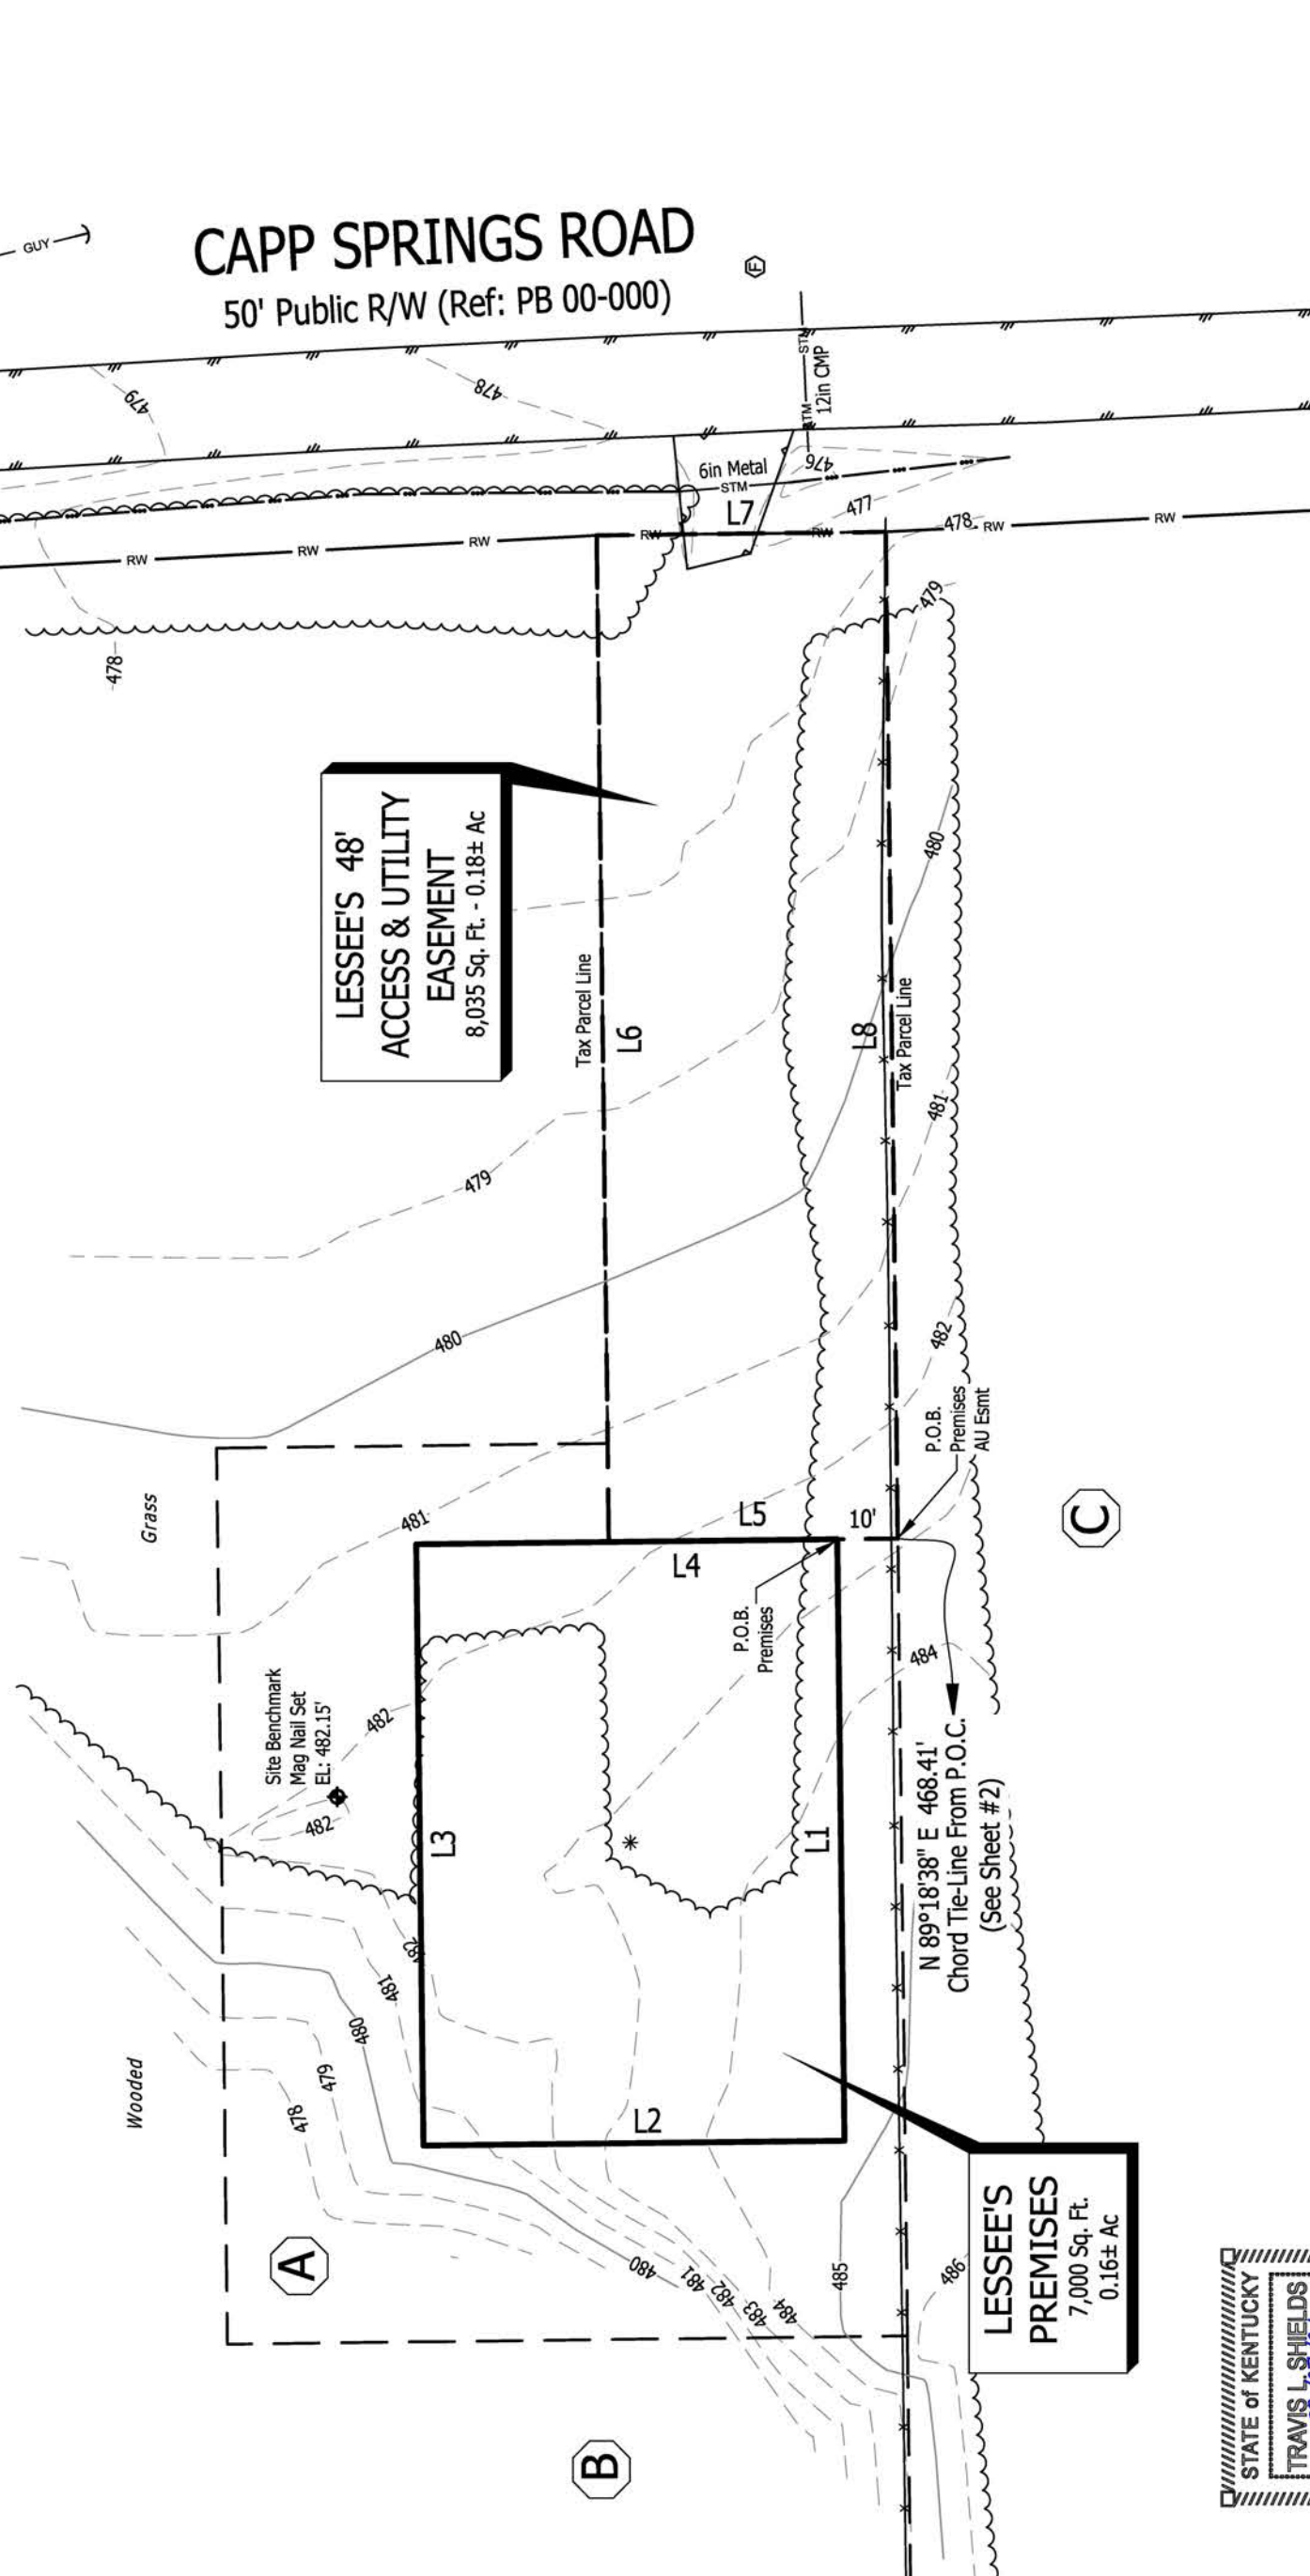 GUY
CAPP SPRINGS ROAD
50' Public R/W (Ref: PB 00-000)
F
479
478
STM
STM
12in CMP
6in Metal
STM
476
L7
477
478
RW
RW
RW
RW
RW
RW
RW
478
479
LESSEE'S 48'
ACCESS & UTILITY
EASEMENT
8,035 Sq. Ft. - 0.18± Ac
480
Tax Parcel Line
L6
L8
Tax Parcel Line
481
479
480
482
P.O.B.
Premises
AU Esmt
Grass
481
L5
10'
L4
C
P.O.B.
Premises
484
Site Benchmark
Mag Nail Set
EL: 482.15'
482
482
L3
L1
N 89°18'38" E 468.41'
Chord Tie-Line From P.O.C.
(See Sheet #2)
482
481
480
479
478
Wooded
L2
LESSEE'S
PREMISES
7,000 Sq. Ft.
0.16± Ac
A
480
481
482
483
484
485
486
B
STATE of KENTUCKY
TRAVIS L. SHIELDS